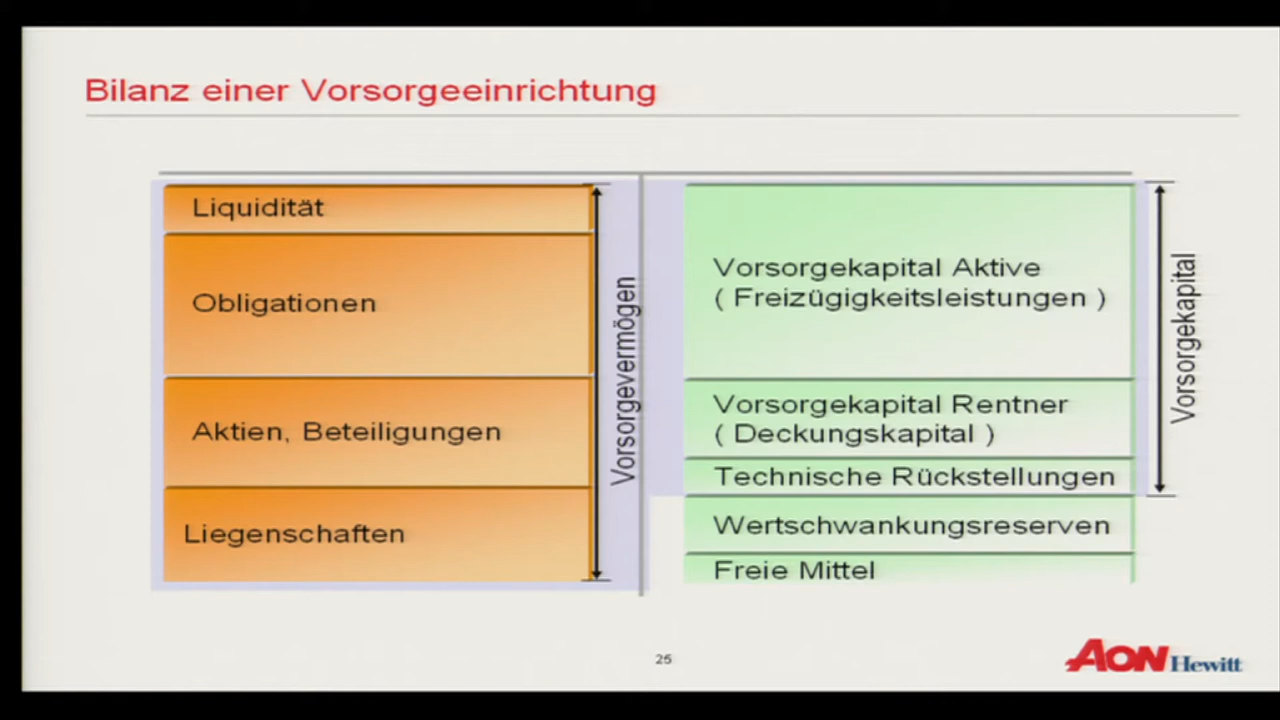 Bilanz einer Vorsorgeeinrichtung
Liquidität
Obligationen
Aktien, Beteiligungen
Liegenschaften
Vorsorgevermögen
Vorsorgekapital Aktive
( Freizügigkeitsleistungen )
Vorsorgekapital Rentner
( Deckungskapital )
Technische Rückstellungen
Wertschwankungsreserven
Freie Mittel
Vorsorgekapital
25
AON Hewitt